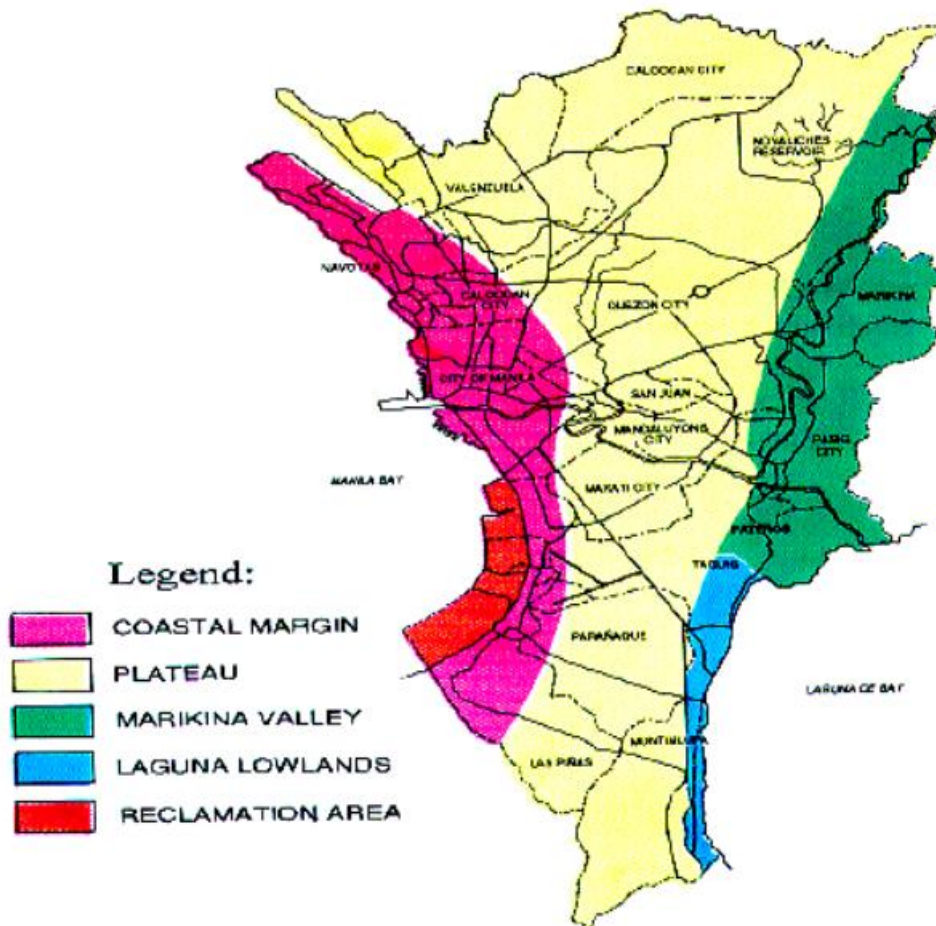 CALOOCAN CITY
NOVALICHES
RESERVOIR
VALENZUELA
NAVOTAS
CALOOCAN
CITY
QUEZON CITY
MARIKINA
CITY OF MANILA
SAN JUAN
MANDALUYONG
CITY
PASIG
CITY
MANILA BAY
MAKATI CITY
PATEROS
TAGUIG
Legend:
COASTAL MARGIN
PLATEAU
MARIKINA VALLEY
LAGUNA LOWLANDS
RECLAMATION AREA
PARAÑAQUE
LAGUNA DE BAY
MUNTINLUPA
LAS PIÑAS